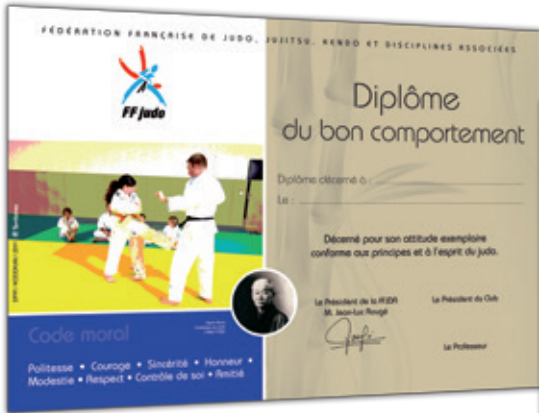 FÉDÉRATION FRANÇAISE DE JUDO, JUJITSU, KENDO ET DISCIPLINES ASSOCIÉES
FF judo
Code moral
Politesse • Courage • Sincérité • Honneur •
Modestie • Respect • Contrôle de soi • Amitié
Diplôme
du bon comportement
Diplôme décerné à :
Le :
Décerné pour son attitude exemplaire
conforme aux principes et à l'esprit du judo.
Le Président de la FFJDA
M. Jean-Luc Rougé
Le Président du Club
Le Professeur